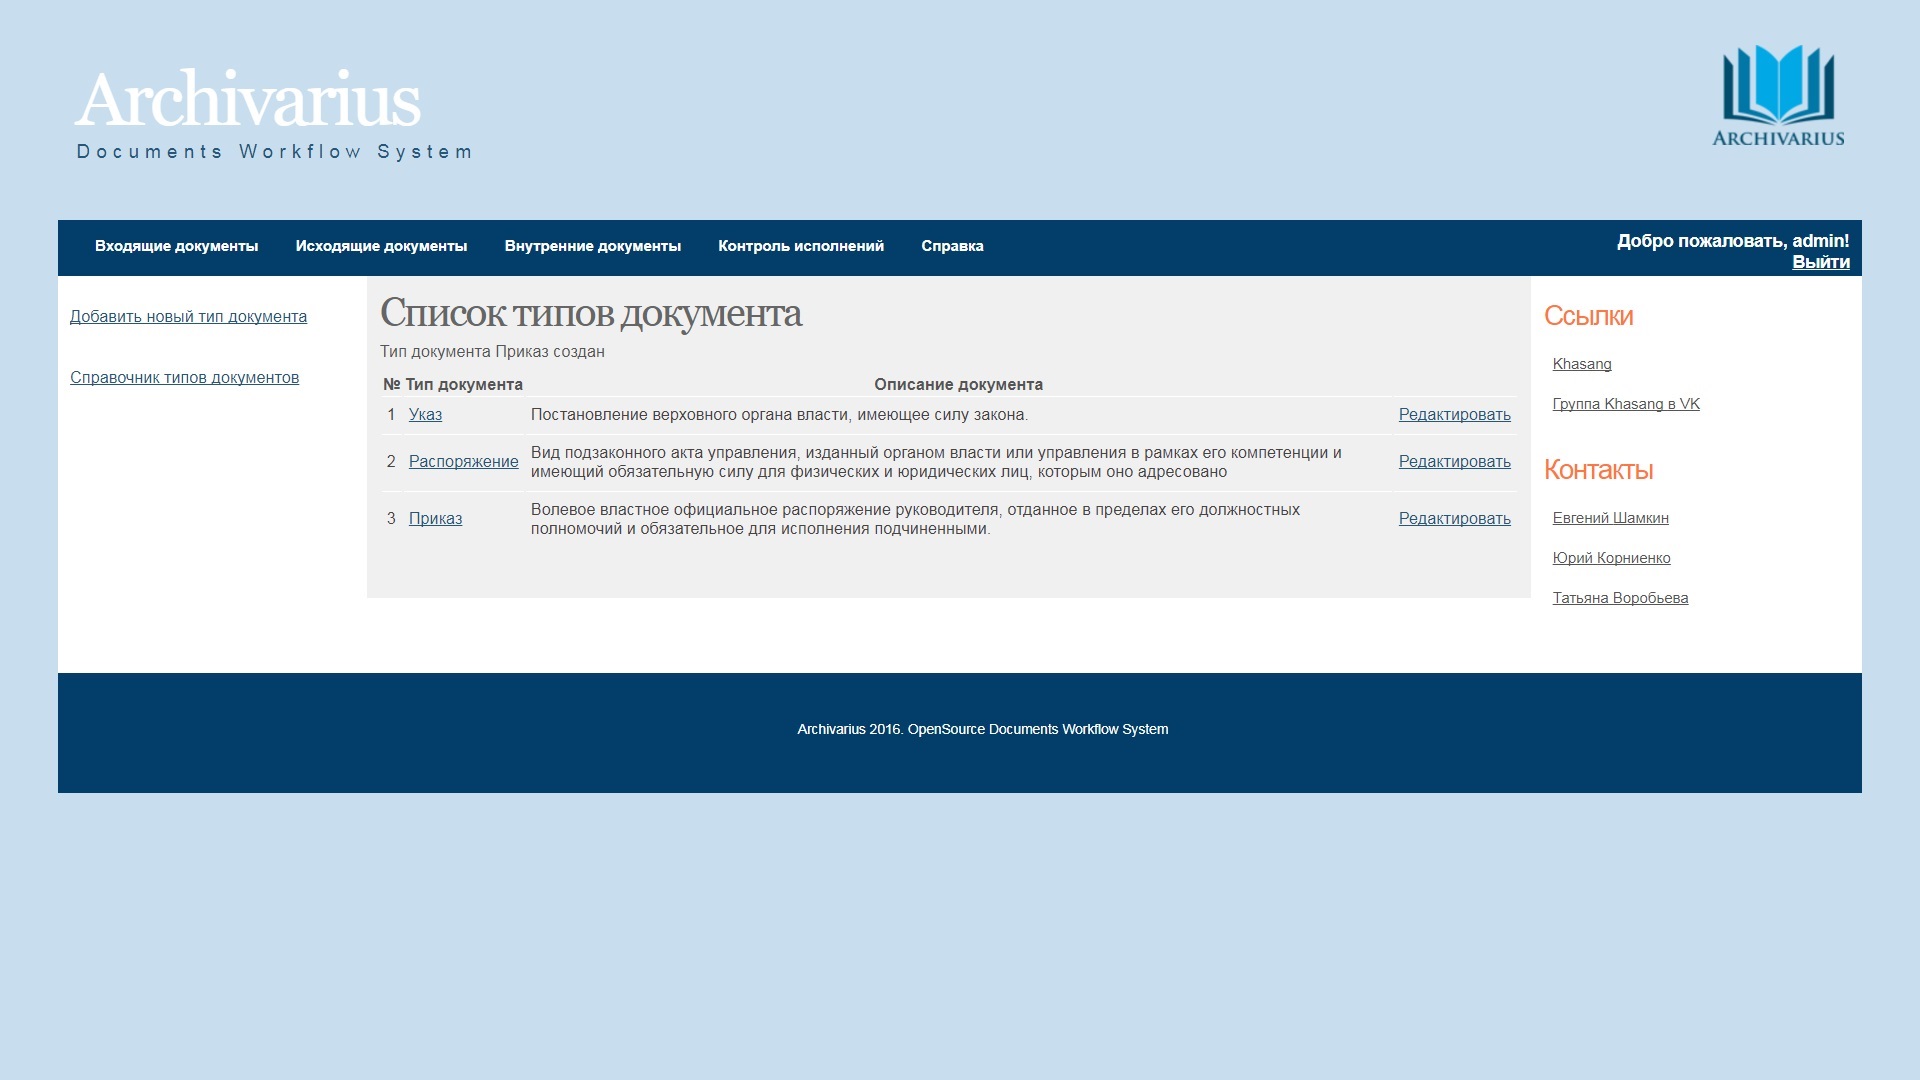 Archivarius
Documents Workflow System
ARCHIVARIUS
Входящие документы Исходящие документы Внутренние документы Контроль исполнений Справка
Добро пожаловать, admin!
Выйти
Добавить новый тип документа
Справочник типов документов
Список типов документа
Тип документа Приказ создан
№ Тип документа Описание документа
1 Указ Постановление верховного органа власти, имеющее силу закона. Редактировать
2 Распоряжение Вид подзаконного акта управления, изданный органом власти или управления в рамках его компетенции и
имеющий обязательную силу для физических и юридических лиц, которым оно адресовано Редактировать
3 Приказ Волевое властное официальное распоряжение руководителя, отданное в пределах его должностных
полномочий и обязательное для исполнения подчиненными. Редактировать
Ссылки
Khasang
Группа Khasang в VK
Контакты
Евгений Шамкин
Юрий Корниенко
Татьяна Воробьева
Archivarius 2016. OpenSource Documents Workflow System